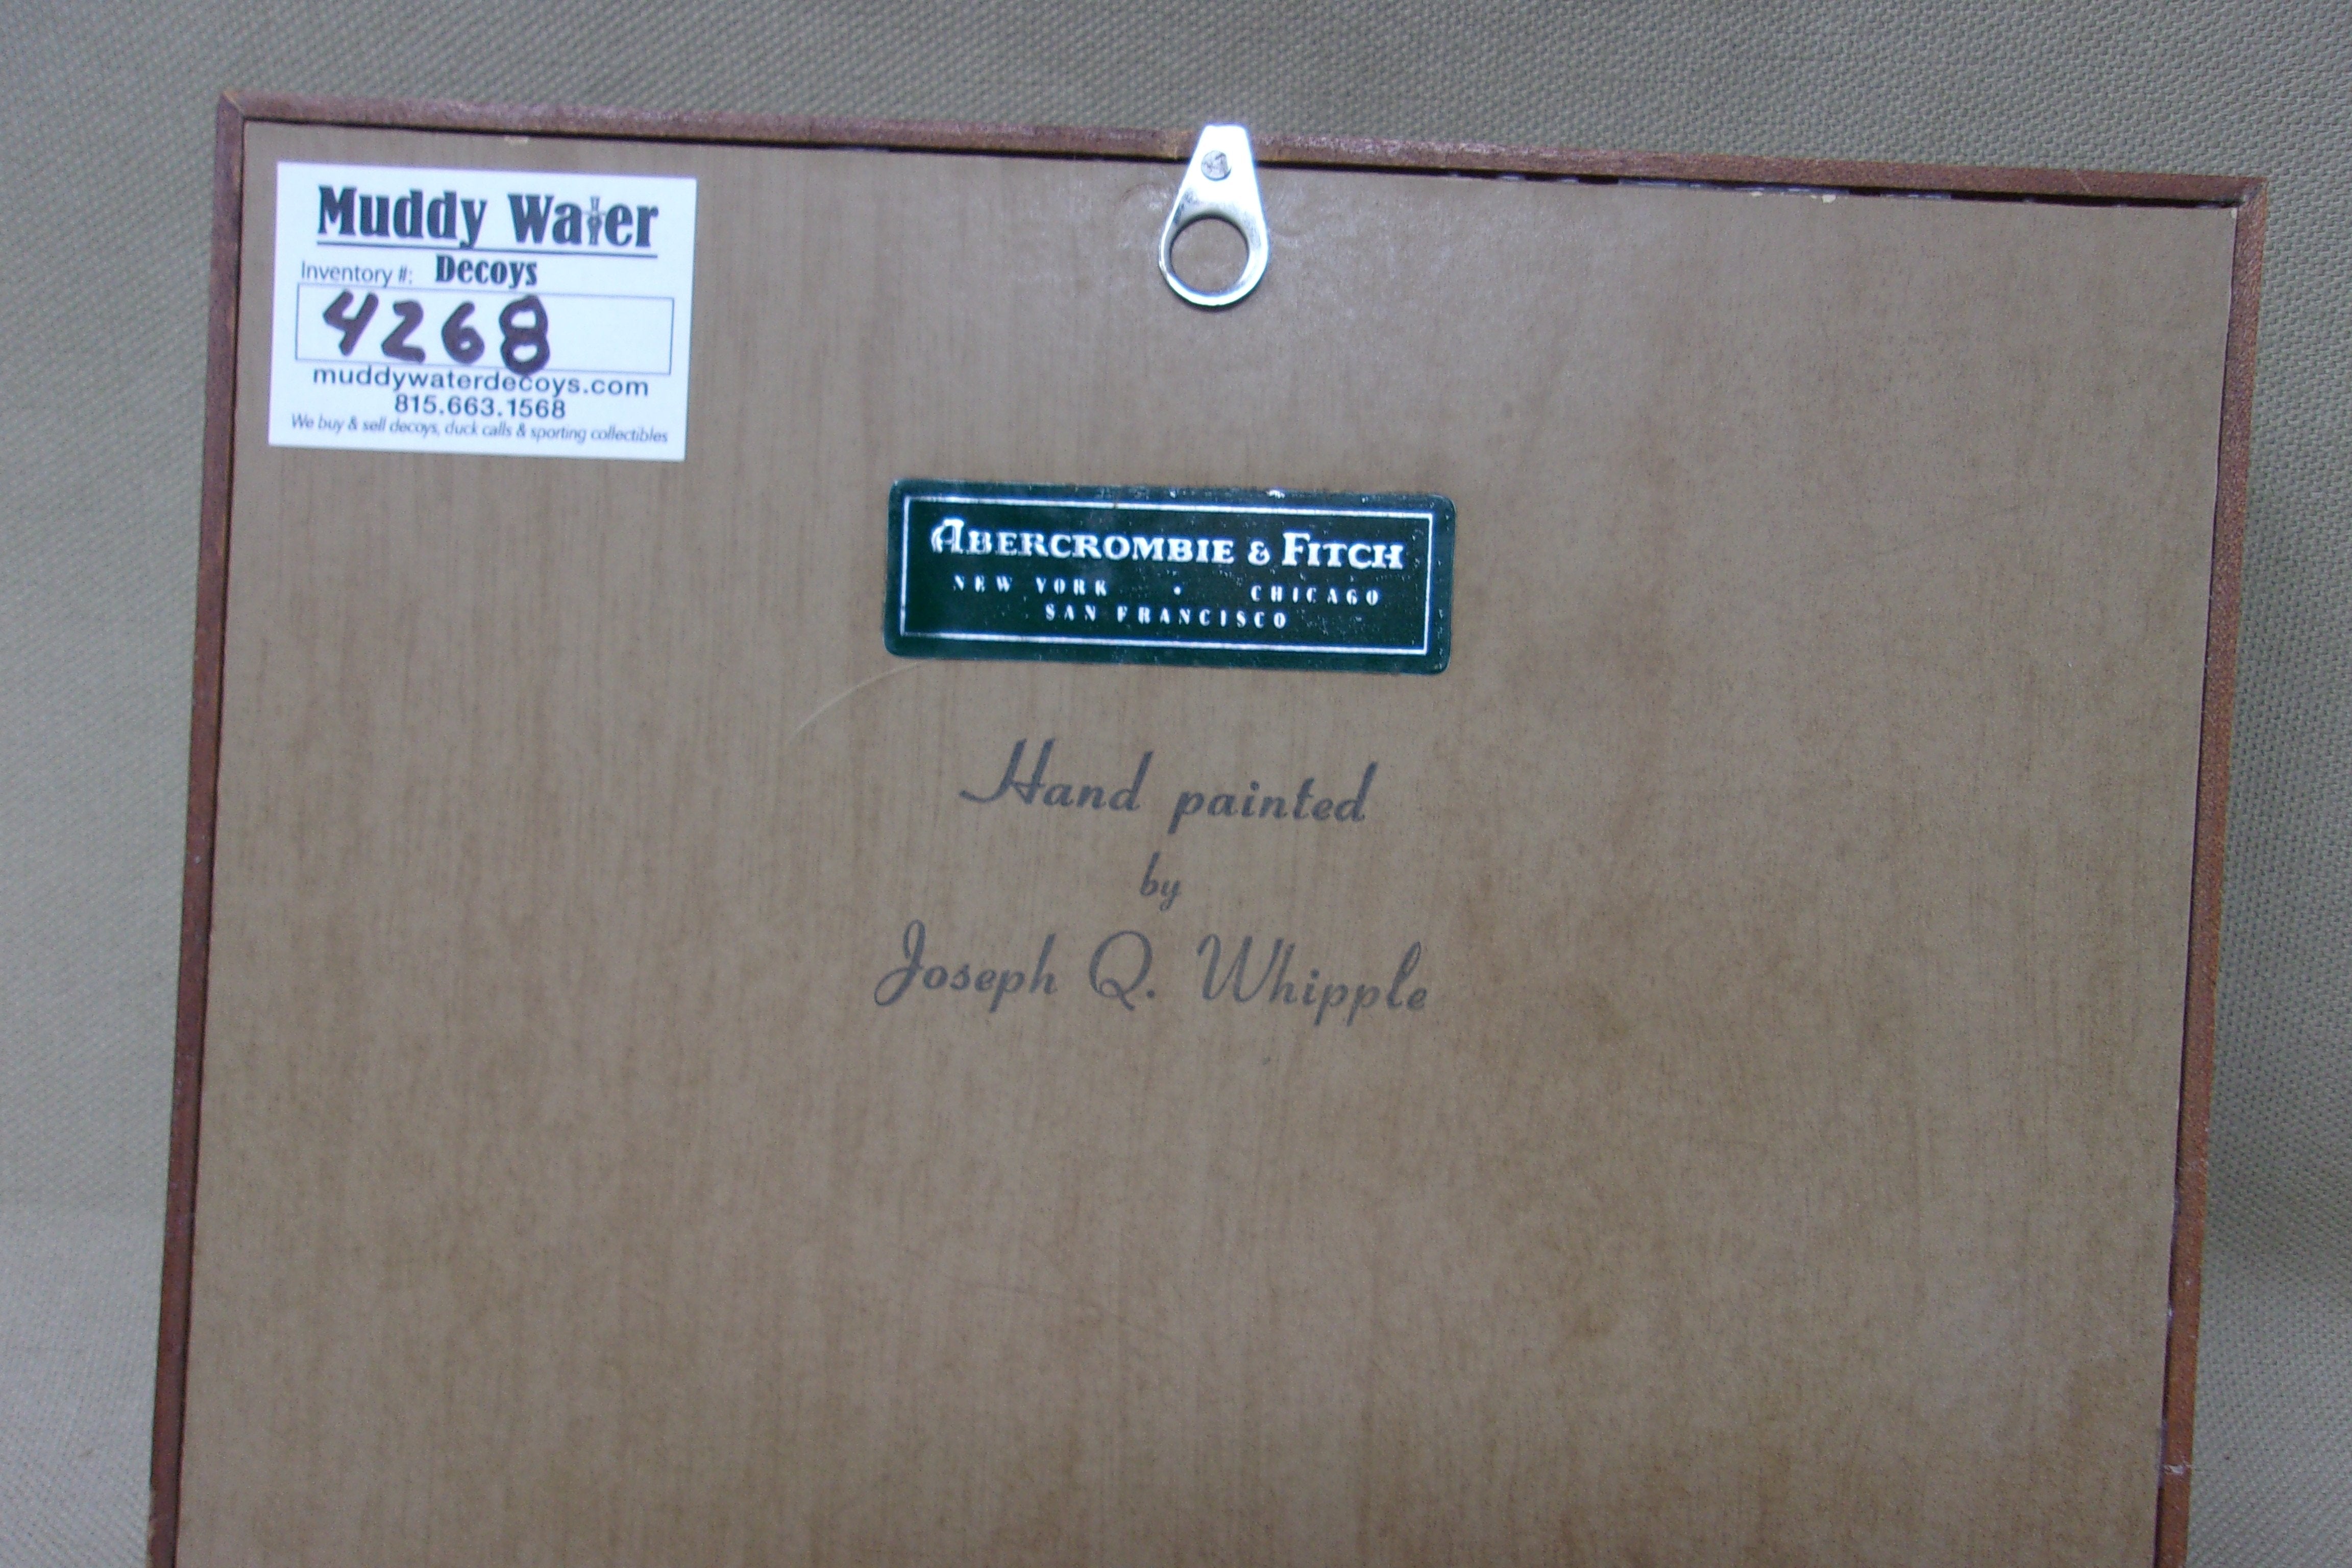 Muddy Water
Inventory #: Decoys
4268
muddywaterdecoys.com
815.663.1568
We buy & sell decoys, duck calls & sporting collectibles
ABERCROMBIE & FITCH
NEW YORK • CHICAGO
SAN FRANCISCO
Hand painted
by
Joseph Q. Whipple